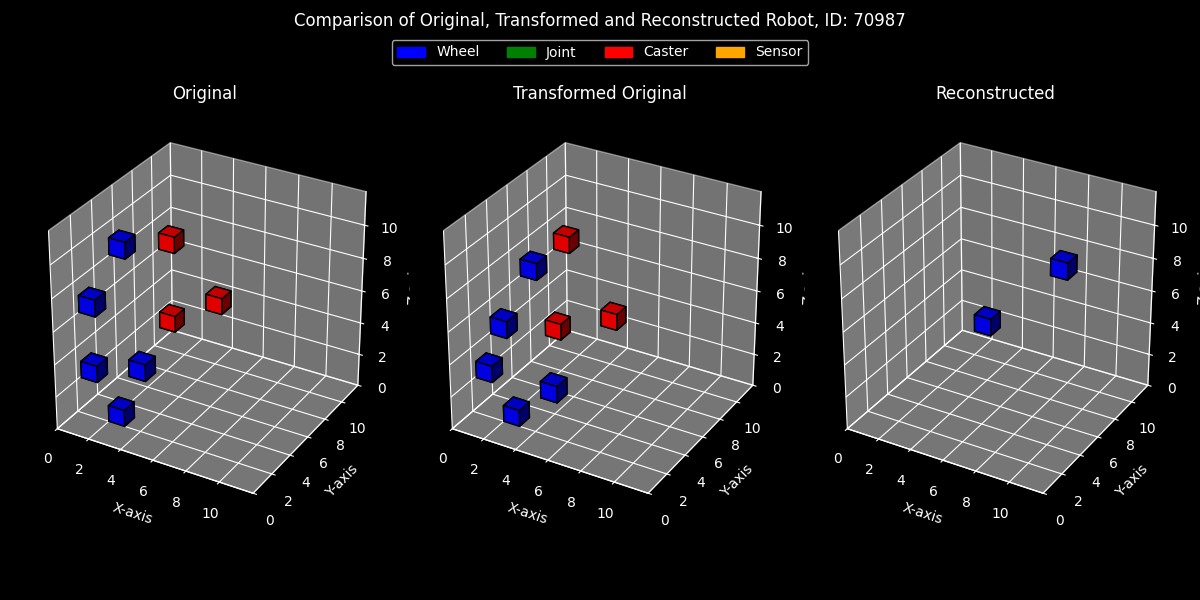 Comparison of Original, Transformed and Reconstructed Robot, ID: 70987
Wheel Joint Caster Sensor
Original Transformed Original Reconstructed
10 10 10
8 8 8
6 6 6
4 4 4
2 2 2
0 0 0
0 2 4 6 8 10 0 2 4 6 8 10 0 2 4 6 8 10
0 2 4 6 8 10 0 2 4 6 8 10 0 2 4 6 8 10
X-axis Y-axis X-axis Y-axis X-axis Y-axis